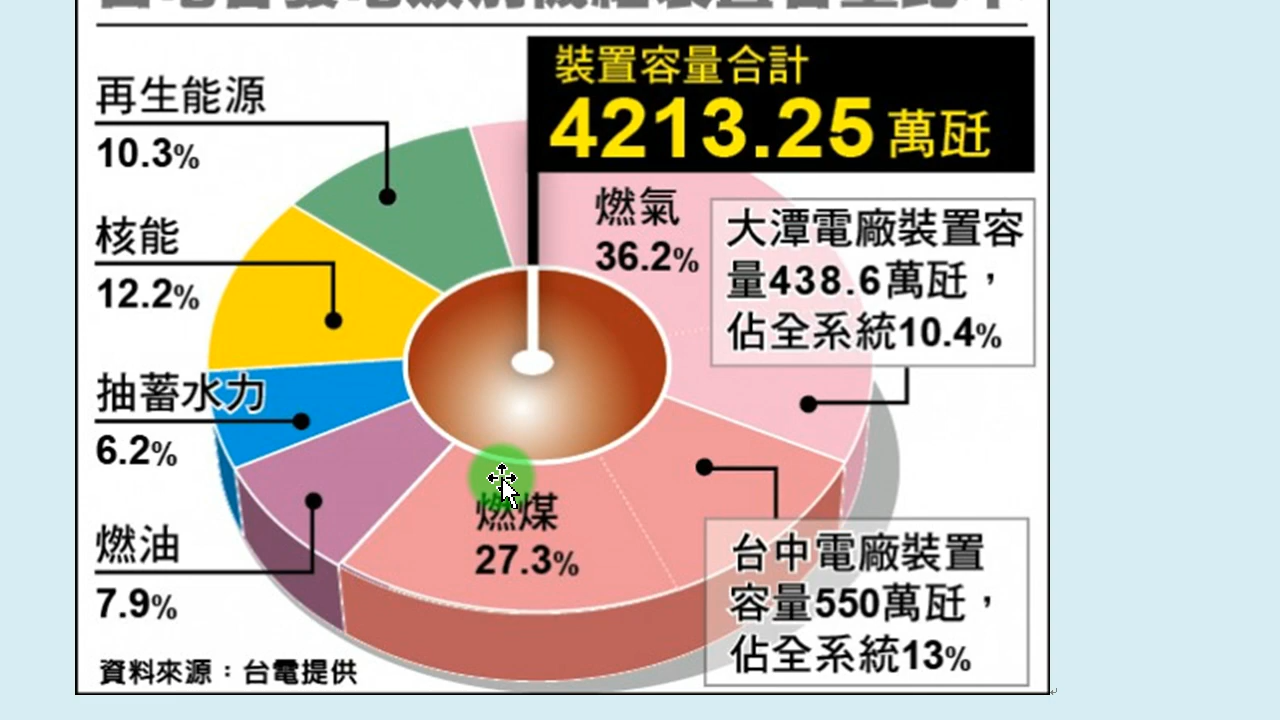 裝置容量合計
4213.25萬瓩
再生能源
10.3%
核能
12.2%
抽蓄水力
6.2%
燃油
7.9%
燃氣
36.2%
大潭電廠裝置容
量438.6萬瓩，
佔全系統10.4%
燃煤
27.3%
台中電廠裝置
容量550萬瓩，
佔全系統13%
資料來源：台電提供